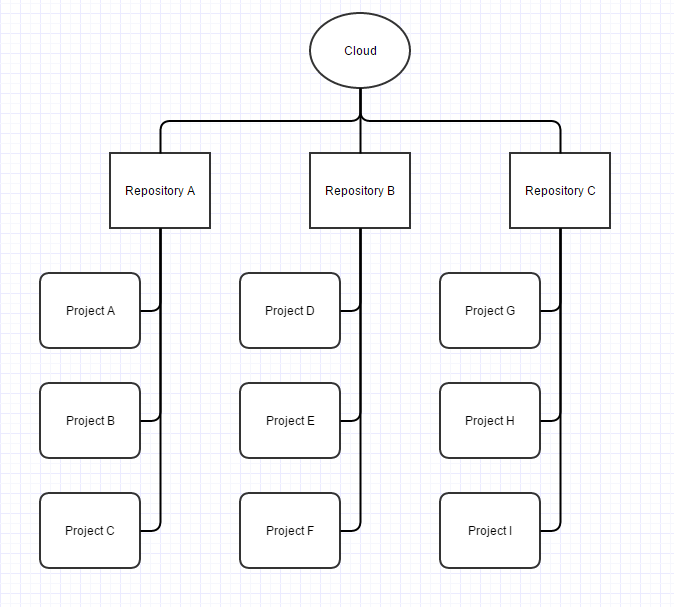 Cloud
Repository A
Repository B
Repository C
Project A
Project D
Project G
Project B
Project E
Project H
Project C
Project F
Project I